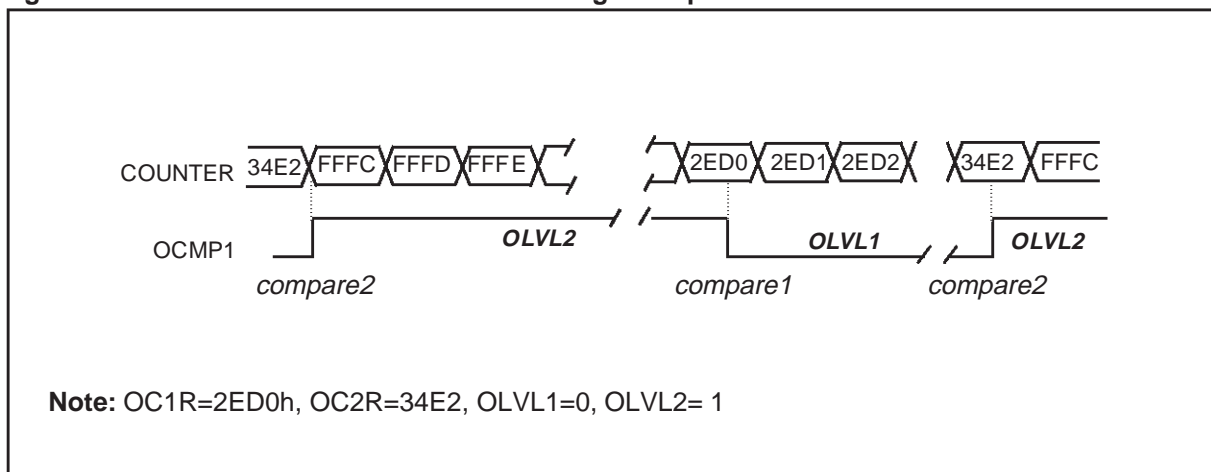 COUNTER 34E2 FFFC FFFD FFFE 2ED0 2ED1 2ED2 34E2 FFFC
OCMP1 OLVL2 OLVL1 OLVL2
compare2 compare1 compare2
Note: OC1R=2ED0h, OC2R=34E2, OLVL1=0, OLVL2= 1